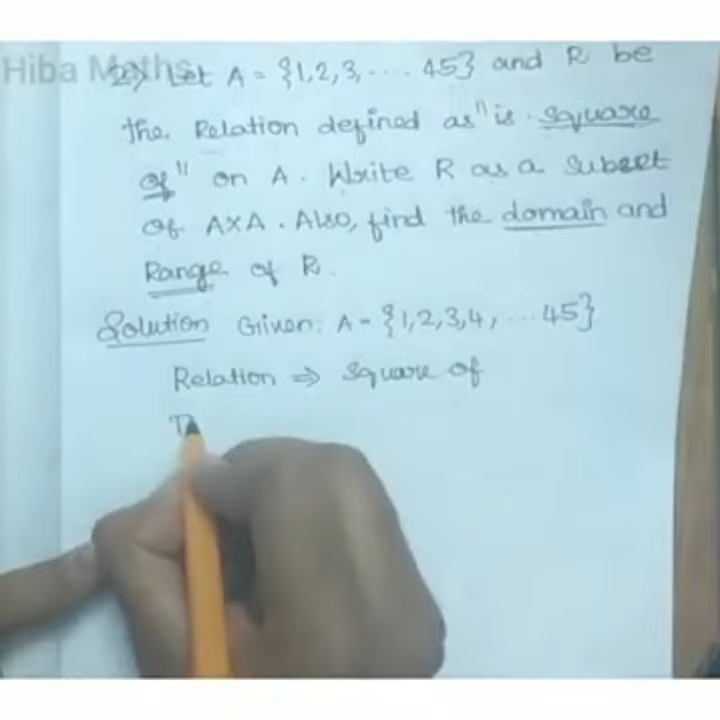 Hiba Maths
2) Let A = {1,2,3,.... 45} and R be
the Relation defined as "is square
of" on A. Write R as a subset
of A×A. Also, find the domain and
Range of R.
Solution Given: A = {1,2,3,4, ... 45}
Relation ⇒ square of